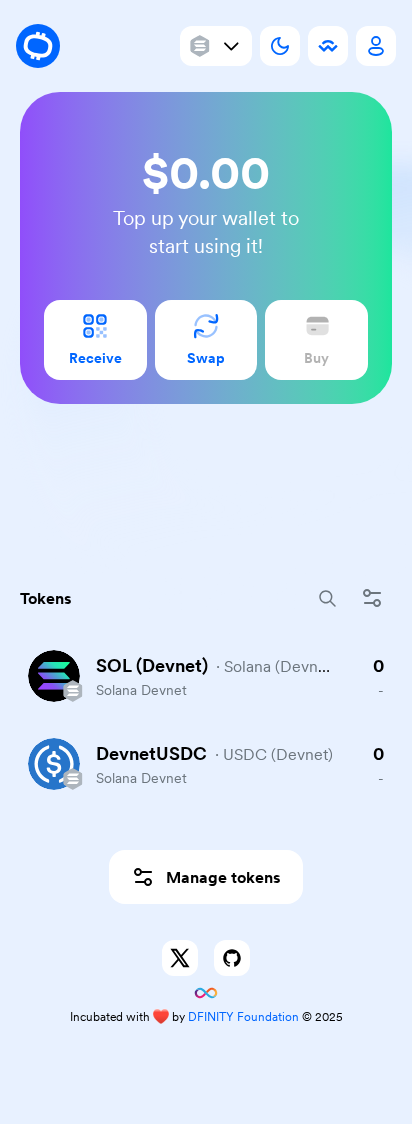 $0.00
Top up your wallet to
start using it!
Receive
Swap
Buy
Tokens
SOL (Devnet) · Solana (Devn... 0
Solana Devnet -
DevnetUSDC · USDC (Devnet) 0
Solana Devnet -
Manage tokens
Incubated with ❤️ by DFINITY Foundation © 2025